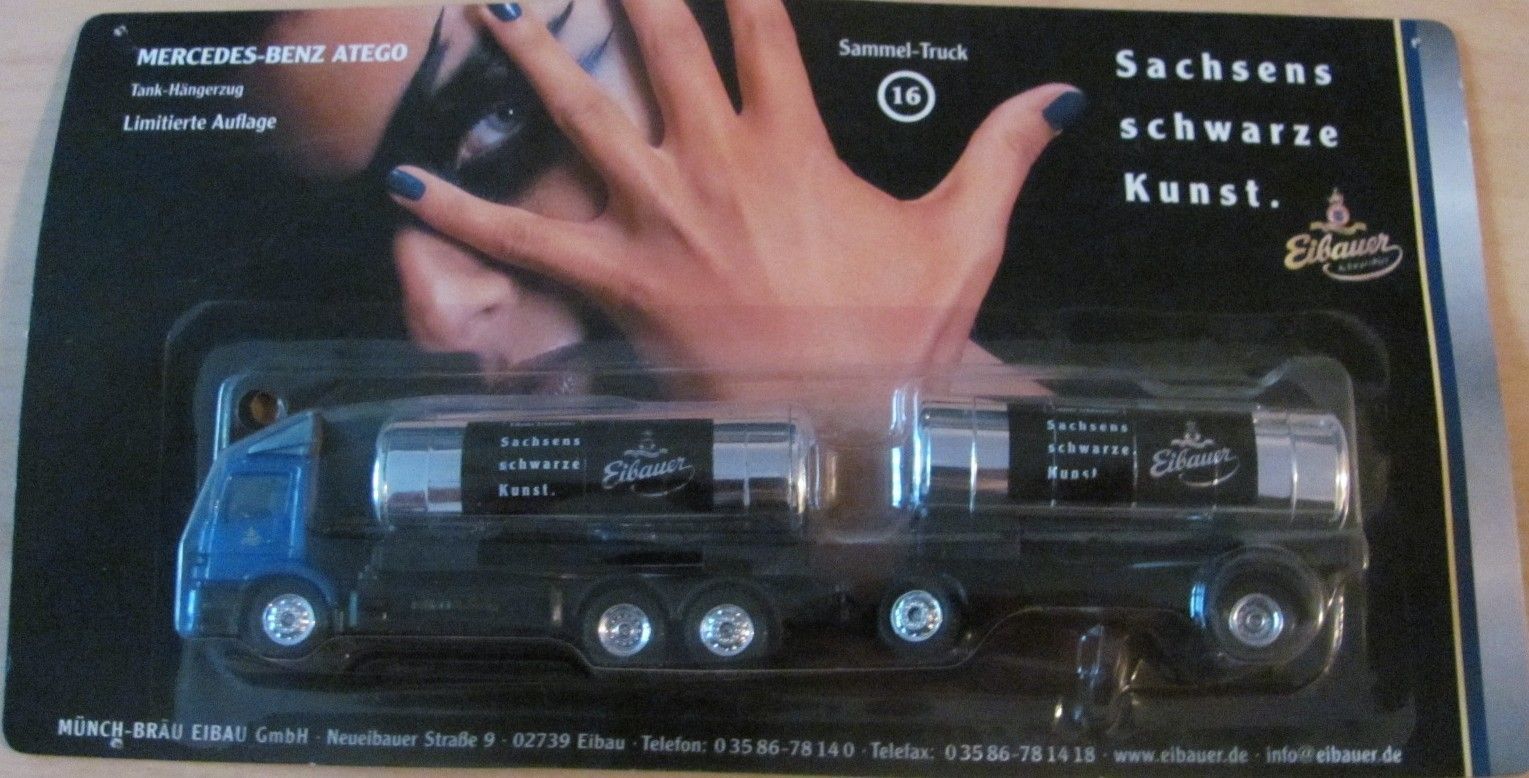 MERCEDES-BENZ ATEGO
Tank-Hängerzug
Limitierte Auflage
Sammel-Truck
16
Sachsens
schwarze
Kunst.
Eibauer
Sachsens
schwarze
Kunst.
Eibauer
Sachsens
schwarze
Kunst
Eibauer
MÜNCH-BRÄU EIBAU GmbH · Neueibauer Straße 9 · 02739 Eibau · Telefon: 0 35 86-78 14 0 · Telefax: 0 35 86-78 14 18 · www.eibauer.de · info@eibauer.de